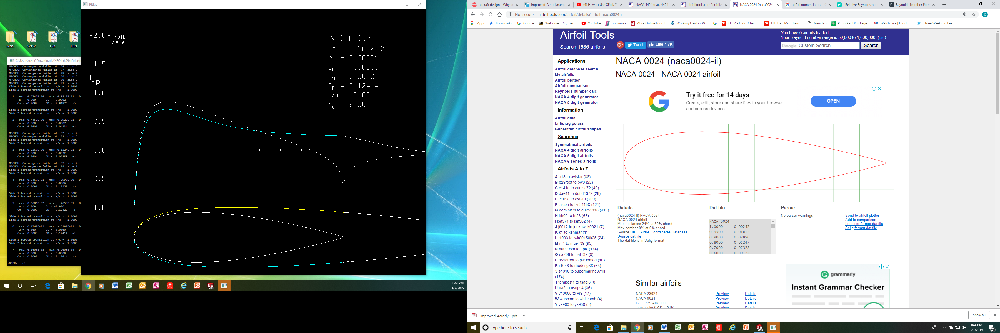 PltLib
MGC
WTW
FSK
EBN
C:\Users\user\Downloads\XFOIL6.99\xfoil.ex
MRCHDU: Convergence failed at 76 side 2
MRCHDU: Convergence failed at 77 side 2
MRCHDU: Convergence failed at 78 side 2
MRCHDU: Convergence failed at 79 side 2
MRCHDU: Convergence failed at 80 side 2
MRCHDU: Convergence failed at 81 side 2
Side 1 forced transition at x/c = 1.0000
Side 2 forced transition at x/c = 1.0000
1 rms: 0.7747E+00 max: 0.5510E+01 D
a = 0.000 CL = 0.0002
Cm = -0.0000 CD = 0.01875 =>
Side 1 forced transition at x/c = 1.0000
Side 2 forced transition at x/c = 1.0000
2 rms: 0.4452E+00 max: 0.2922E+01 D
a = 0.000 CL = -0.0007
Cm = 0.0001 CD = 0.04234 =>
MRCHDU: Convergence failed at 92 side 2
MRCHDU: Convergence failed at 93 side 2
Side 1 forced transition at x/c = 1.0000
Side 2 forced transition at x/c = 1.0000
3 rms: 0.2265E+00 max: 0.1224E+01 D
a = 0.000 CL = -0.0032
Cm = 0.0004 CD = 0.09858 =>
MRCHDU: Convergence failed at 97 side 2
MRCHDU: Convergence failed at 98 side 2
Side 1 forced transition at x/c = 1.0000
Side 2 forced transition at x/c = 1.0000
4 rms: 0.3467E-01 max: -.2998E+00 D
a = 0.000 CL = -0.0006
Cm = 0.0001 CD = 0.12359 =>
Side 1 forced transition at x/c = 1.0000
Side 2 forced transition at x/c = 1.0000
5 rms: 0.5686E-02 max: -.7653E-01 D
a = 0.000 CL = -0.0001
Cm = 0.0000 CD = 0.12422 =>
Side 1 forced transition at x/c = 1.0000
Side 2 forced transition at x/c = 1.0000
6 rms: 0.1769E-03 max: -.3289E-02 D
a = 0.000 CL = -0.0000
Cm = 0.0000 CD = 0.12414 =>
Side 1 forced transition at x/c = 1.0000
Side 2 forced transition at x/c = 1.0000
7 rms: 0.1605E-05 max: 0.2008E-04 D
a = 0.000 CL = -0.0000
Cm = 0.0000 CD = 0.12414 =>
.OPERv c>
XFOIL
V 6.99
-2.0
-1.5
Cp
-1.0
-0.5
0.0
0.5
1.0
NACA 0024
Re = 0.003×10⁶
α = 0.0000°
CL = -0.0000
CM = 0.0000
CD = 0.12414
L/D = -0.00
Ncr = 9.00
1:44 PM
3/7/2019
aircraft design - Why a
Improved-Aerodynami
(4) How to Use XFoil. Th
NACA 4424 (naca4424-
airfoiltools.com/airfoil/
NACA 0024 (naca0024-
airfoil nomenclature - G
-Relative Reynolds num
Reynolds Number Form
Not secure | airfoiltools.com/airfoil/details?airfoil=naca0024-il
Apps
Bookmarks
Google
Welcome, CA (Charl...
YouTube
Showmax
Absa Online Logoff
Working Hard vs W...
FLL 2 - FIRST Cham...
FLL 1 - FIRST Cham...
New Tab
Putlocker DC's Lege...
Watch Live | FIRST ...
Three Weeks To Lea...
Airfoil Tools
Search 1636 airfoils
G+
Tweet
Like 1.7K
You have 0 airfoils loaded.
Your Reynold number range is 50,000 to 1,000,000. (set)
Google Custom Search
Search
Applications
Airfoil database search
My airfoils
Airfoil plotter
Airfoil comparison
Reynolds number calc
NACA 4 digit generator
NACA 5 digit generator
Information
Airfoil data
Lift/drag polars
Generated airfoil shapes
Searches
Symmetrical airfoils
NACA 4 digit airfoils
NACA 5 digit airfoils
NACA 6 series airfoils
Airfoils A to Z
A a18 to avistar (88)
B b29root to bw3 (22)
C c141a to curtisc72 (40)
D dae11 to du861372 (28)
E e1098 to esa40 (209)
F falcon to fxs21158 (121)
G geminism to gu255118 (419)
H hh02 to ht23 (63)
I isa571 to isa962 (4)
J j5012 to joukowsk0021 (7)
K k1 to kenmar (11)
L l1003 to lwk80150k25 (24)
M m1 to mue139 (95)
N n0009sm to nplx (174)
O oa206 to oaf139 (9)
P p51droot to pw98mod (16)
R r1046 to rhodesg36 (63)
S s1010 to supermarine371ii
(174)
T tempest1 to tsagi8 (8)
U ua2 to usnps4 (36)
V v13006 to vr9 (17)
W waspsm to whitcomb (4)
Y ys900 to ys930 (3)
NACA 0024 (naca0024-il)
NACA 0024 - NACA 0024 airfoil
Try it free for 14 days
Create, edit, store and share files in your browser
and across devices.
OPEN
Details
(naca0024-il) NACA 0024
NACA 0024 airfoil
Max thickness 24% at 30% chord.
Max camber 0% at 0% chord
Source UIUC Airfoil Coordinates Database
Source dat file
The dat file is in Selig format
Dat file
NACA 0024
1.0000 0.00252
0.9500 0.01613
0.9000 0.02896
0.8000 0.05247
0.7000 0.07328
0.6000 0.09127
Parser
No parser warnings
Send to airfoil plotter
Add to comparison
Lednicer format dat file
Selig format dat file
Similar airfoils
NACA 23024 Preview Details
NACA 0021 Preview Details
GOE 775 AIRFOIL Preview Details
Joukovsky f=0% t=21% Preview Details
grammarly
Instant Grammar Checker
Improved-Aerody....pdf
Show all
Type here to search
1:44 PM
3/7/2019
21